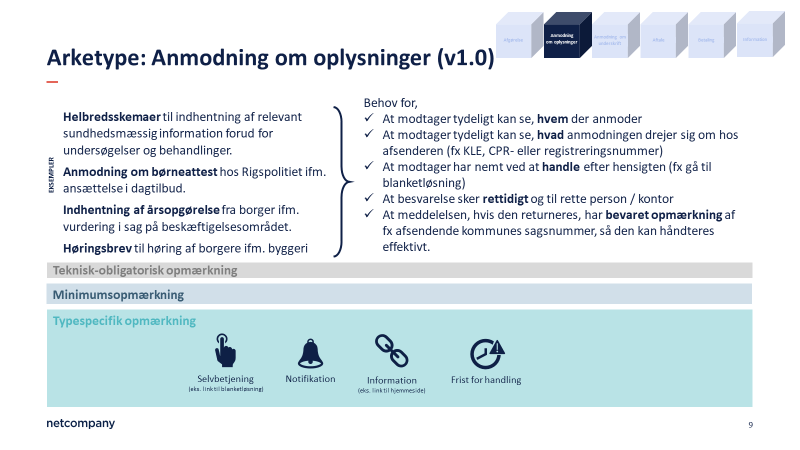 Afgørelse
Anmodning
om oplysninger
Anmodning om
underskrift
Aftale
Betaling
Information
Arketype: Anmodning om oplysninger (v1.0)
EKSEMPLER
Helbredsskemaer til indhentning af relevant
sundhedsmæssig information forud for
undersøgelser og behandlinger.
Anmodning om børneattest hos Rigspolitiet ifm.
ansættelse i dagtilbud.
Indhentning af årsopgørelse fra borger ifm.
vurdering i sag på beskæftigelsesområdet.
Høringsbrev til høring af borgere ifm. byggeri
Behov for,
✓ At modtager tydeligt kan se, hvem der anmoder
✓ At modtager tydeligt kan se, hvad anmodningen drejer sig om hos
afsenderen (fx KLE, CPR- eller registreringsnummer)
✓ At modtager har nemt ved at handle efter hensigten (fx gå til
blanketløsning)
✓ At besvarelse sker rettidigt og til rette person / kontor
✓ At meddelelsen, hvis den returneres, har bevaret opmærkning af
fx afsendende kommunes sagsnummer, så den kan håndteres
effektivt.
Teknisk-obligatorisk opmærkning
Minimumsopmærkning
Typespecifik opmærkning
Selvbetjening
(eks. link til blanketløsning)
Notifikation
Information
(eks. link til hjemmeside)
Frist for handling
netcompany
9